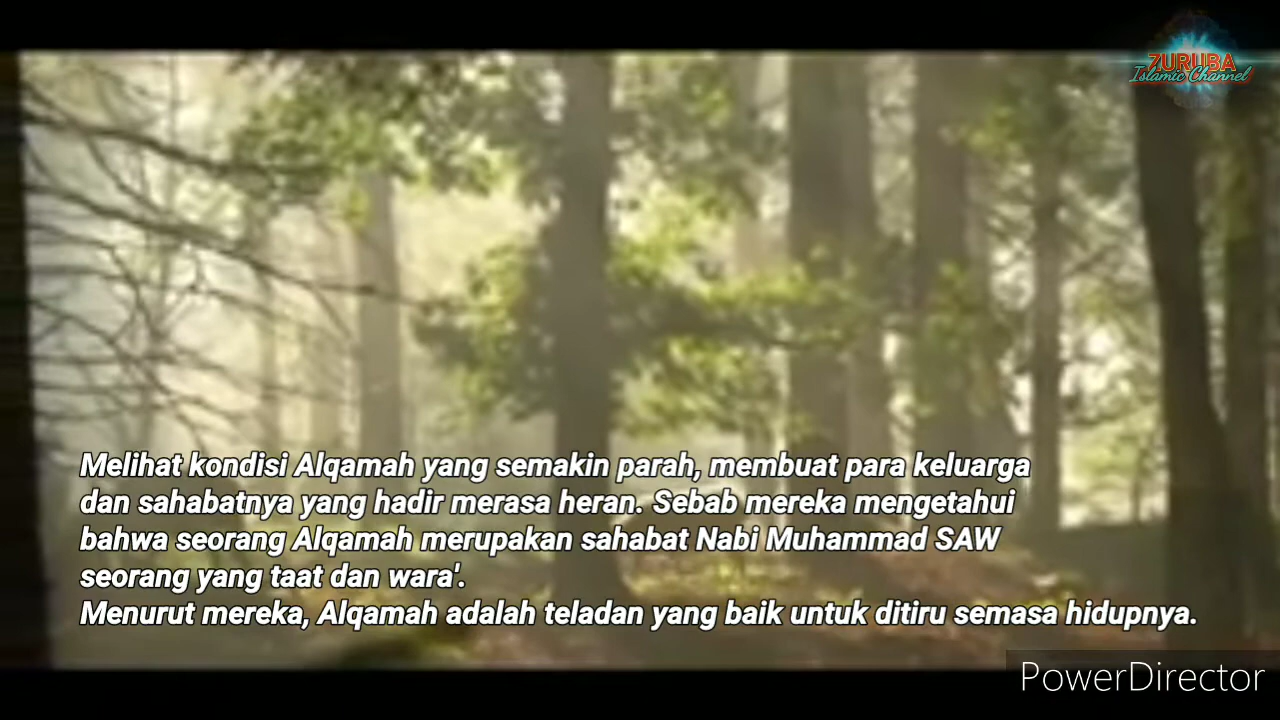 ZURUBA
Islamic Channel
Melihat kondisi Alqamah yang semakin parah, membuat para keluarga
dan sahabatnya yang hadir merasa heran. Sebab mereka mengetahui
bahwa seorang Alqamah merupakan sahabat Nabi Muhammad SAW
seorang yang taat dan wara'.
Menurut mereka, Alqamah adalah teladan yang baik untuk ditiru semasa hidupnya.
PowerDirector